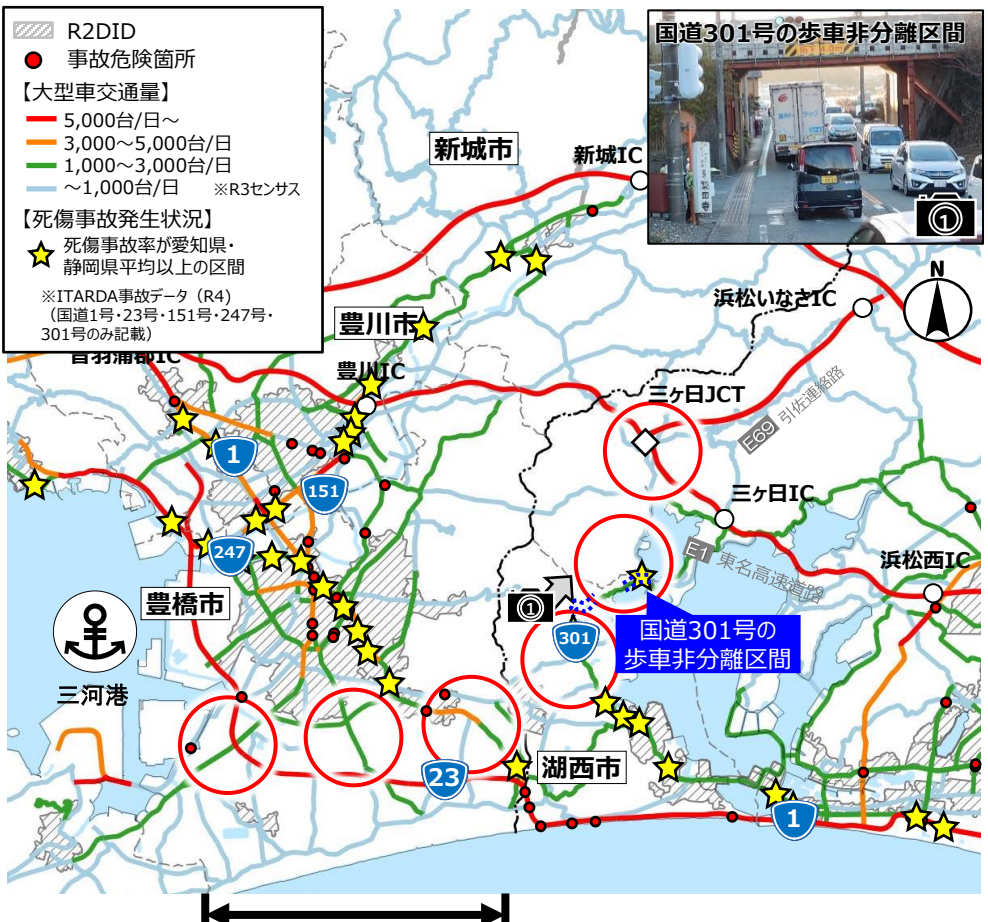 R2DID
事故危険箇所
【大型車交通量】
5,000台/日～
3,000～5,000台/日
1,000～3,000台/日
～1,000台/日 ※R3センサス
【死傷事故発生状況】
死傷事故率が愛知県・
静岡県平均以上の区間
※ITARDA事故データ（R4）
（国道1号・23号・151号・247号・
301号のみ記載）
国道301号の歩車非分離区間
①
新城市
新城IC
N
浜松いなさIC
豊川市
音羽蒲郡IC
豊川IC
三ヶ日JCT
E69 引佐連絡路
1
151
三ヶ日IC
247
E1 東名高速道路
浜松西IC
豊橋市
①
301
国道301号の
歩車非分離区間
三河港
23
湖西市
1